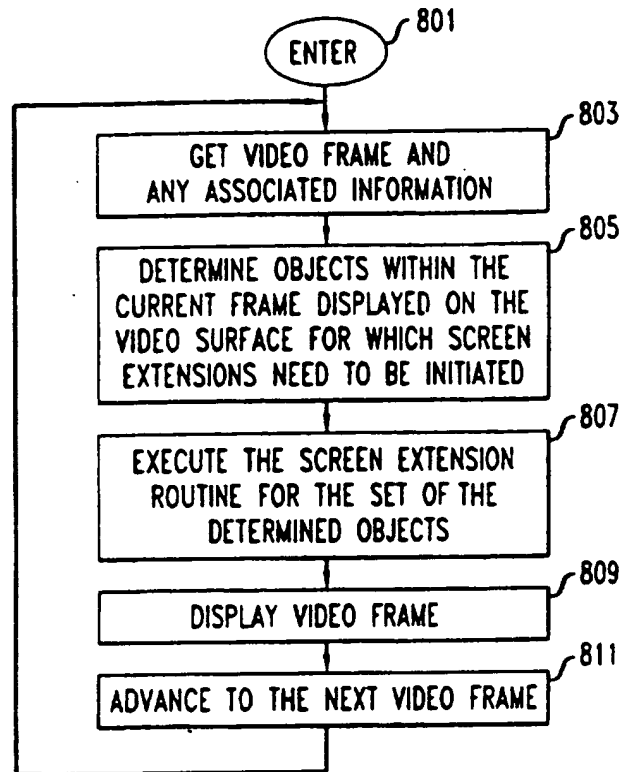 801
ENTER
803
GET VIDEO FRAME AND
ANY ASSOCIATED INFORMATION
805
DETERMINE OBJECTS WITHIN THE
CURRENT FRAME DISPLAYED ON THE
VIDEO SURFACE FOR WHICH SCREEN
EXTENSIONS NEED TO BE INITIATED
807
EXECUTE THE SCREEN EXTENSION
ROUTINE FOR THE SET OF THE
DETERMINED OBJECTS
809
DISPLAY VIDEO FRAME
811
ADVANCE TO THE NEXT VIDEO FRAME